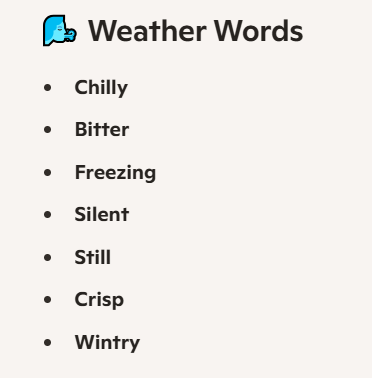 Weather Words
Chilly
Bitter
Freezing
Silent
Still
Crisp
Wintry